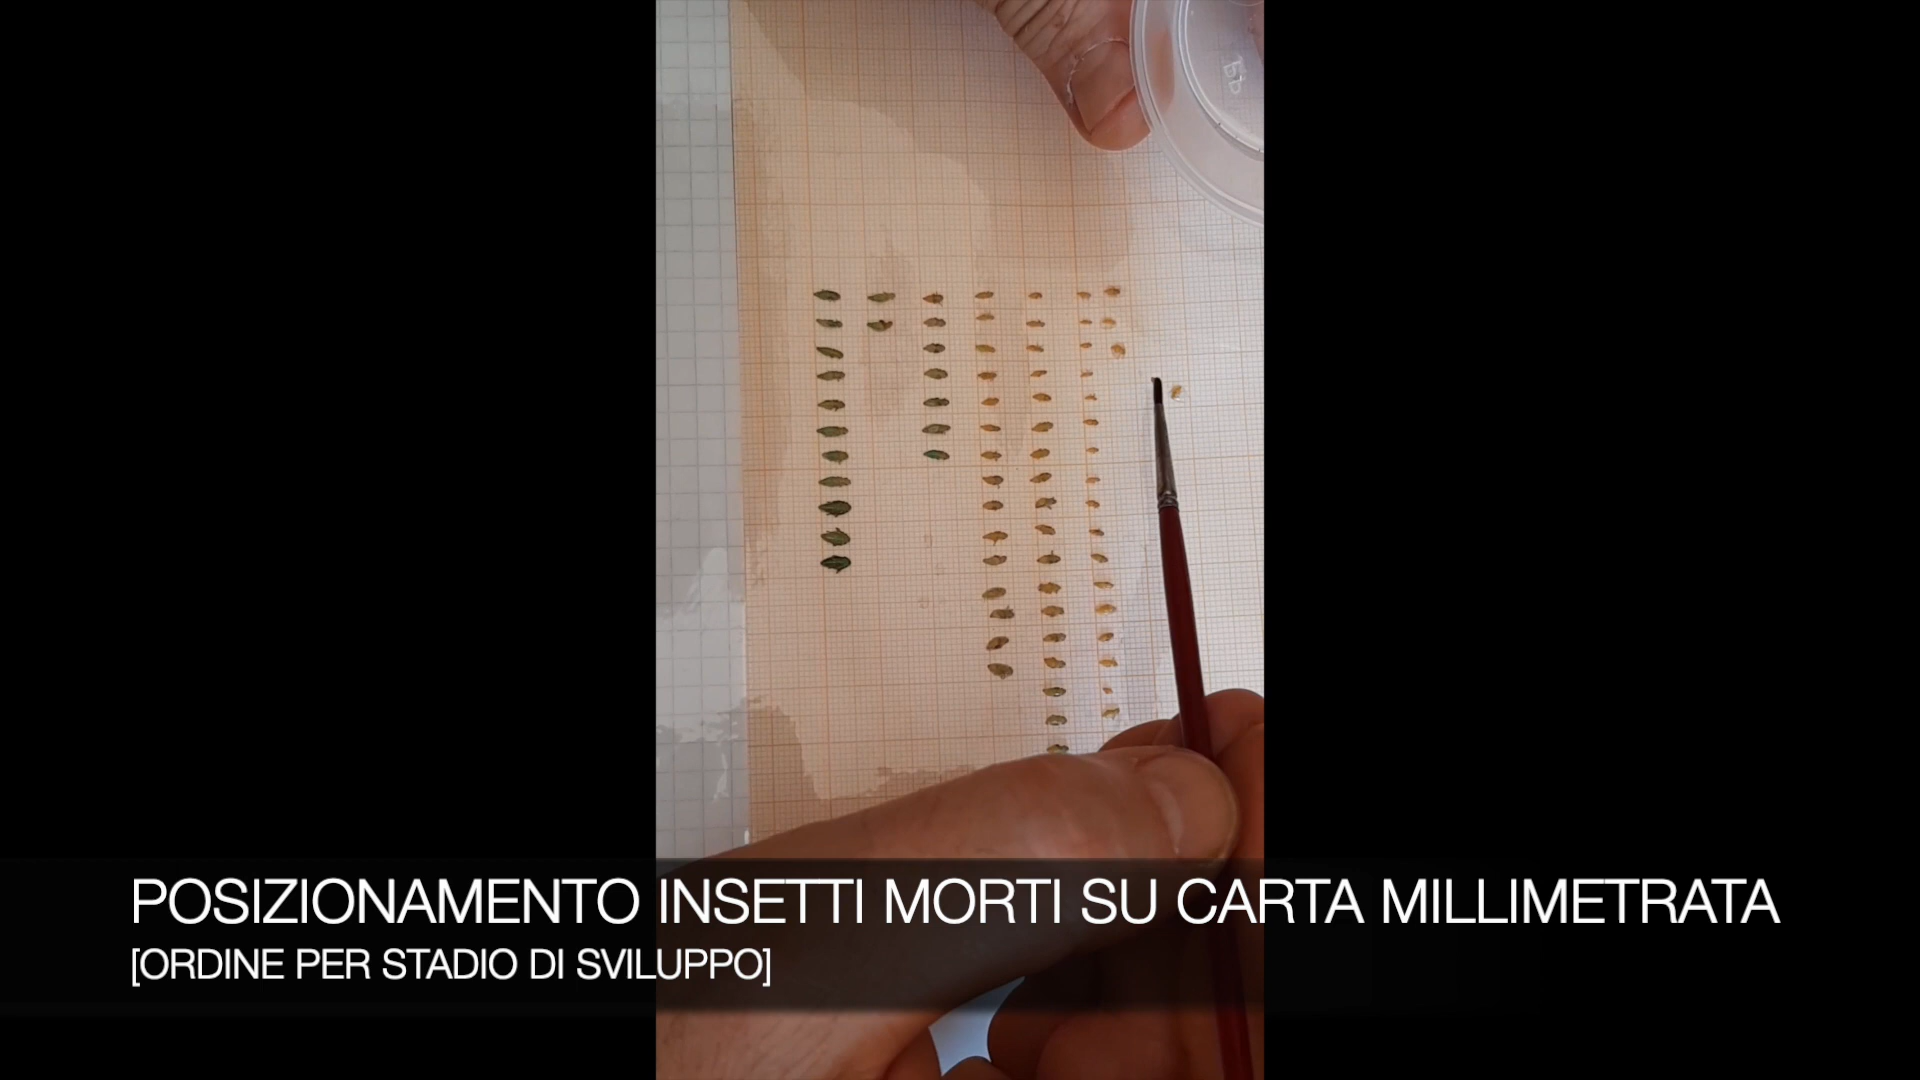 POSIZIONAMENTO INSETTI MORTI SU CARTA MILLIMETRATA
[ORDINE PER STADIO DI SVILUPPO]